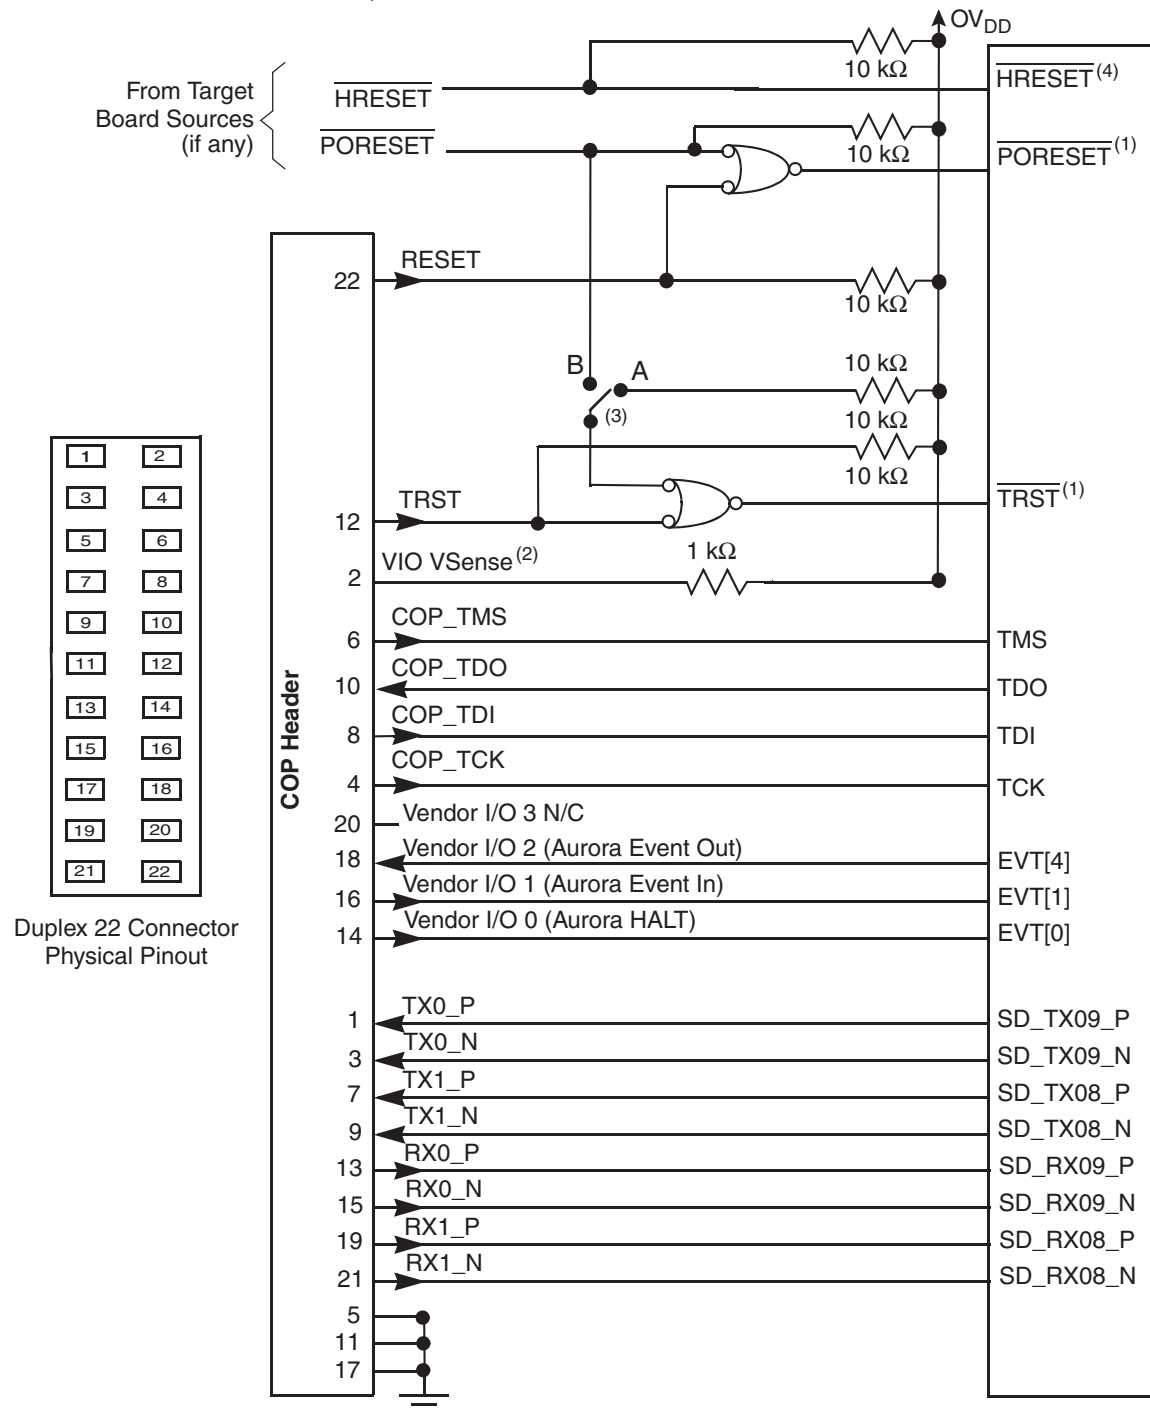 OVDD
10 kΩ
From Target
Board Sources
(if any)
HRESET
HRESET(4)
10 kΩ
PORESET
PORESET(1)
RESET
22
10 kΩ
B
A
10 kΩ
(3)
10 kΩ
10 kΩ
TRST
12
TRST(1)
VIO VSense(2)
1 kΩ
2
COP_TMS
6
TMS
COP_TDO
10
TDO
COP_TDI
8
TDI
COP_TCK
4
TCK
COP Header
20
Vendor I/O 3 N/C
18
Vendor I/O 2 (Aurora Event Out)
EVT[4]
16
Vendor I/O 1 (Aurora Event In)
EVT[1]
14
Vendor I/O 0 (Aurora HALT)
EVT[0]
1
TX0_P
SD_TX09_P
3
TX0_N
SD_TX09_N
7
TX1_P
SD_TX08_P
9
TX1_N
SD_TX08_N
13
RX0_P
SD_RX09_P
15
RX0_N
SD_RX09_N
19
RX1_P
SD_RX08_P
21
RX1_N
SD_RX08_N
5
11
17
1 2
3 4
5 6
7 8
9 10
11 12
13 14
15 16
17 18
19 20
21 22
Duplex 22 Connector
Physical Pinout